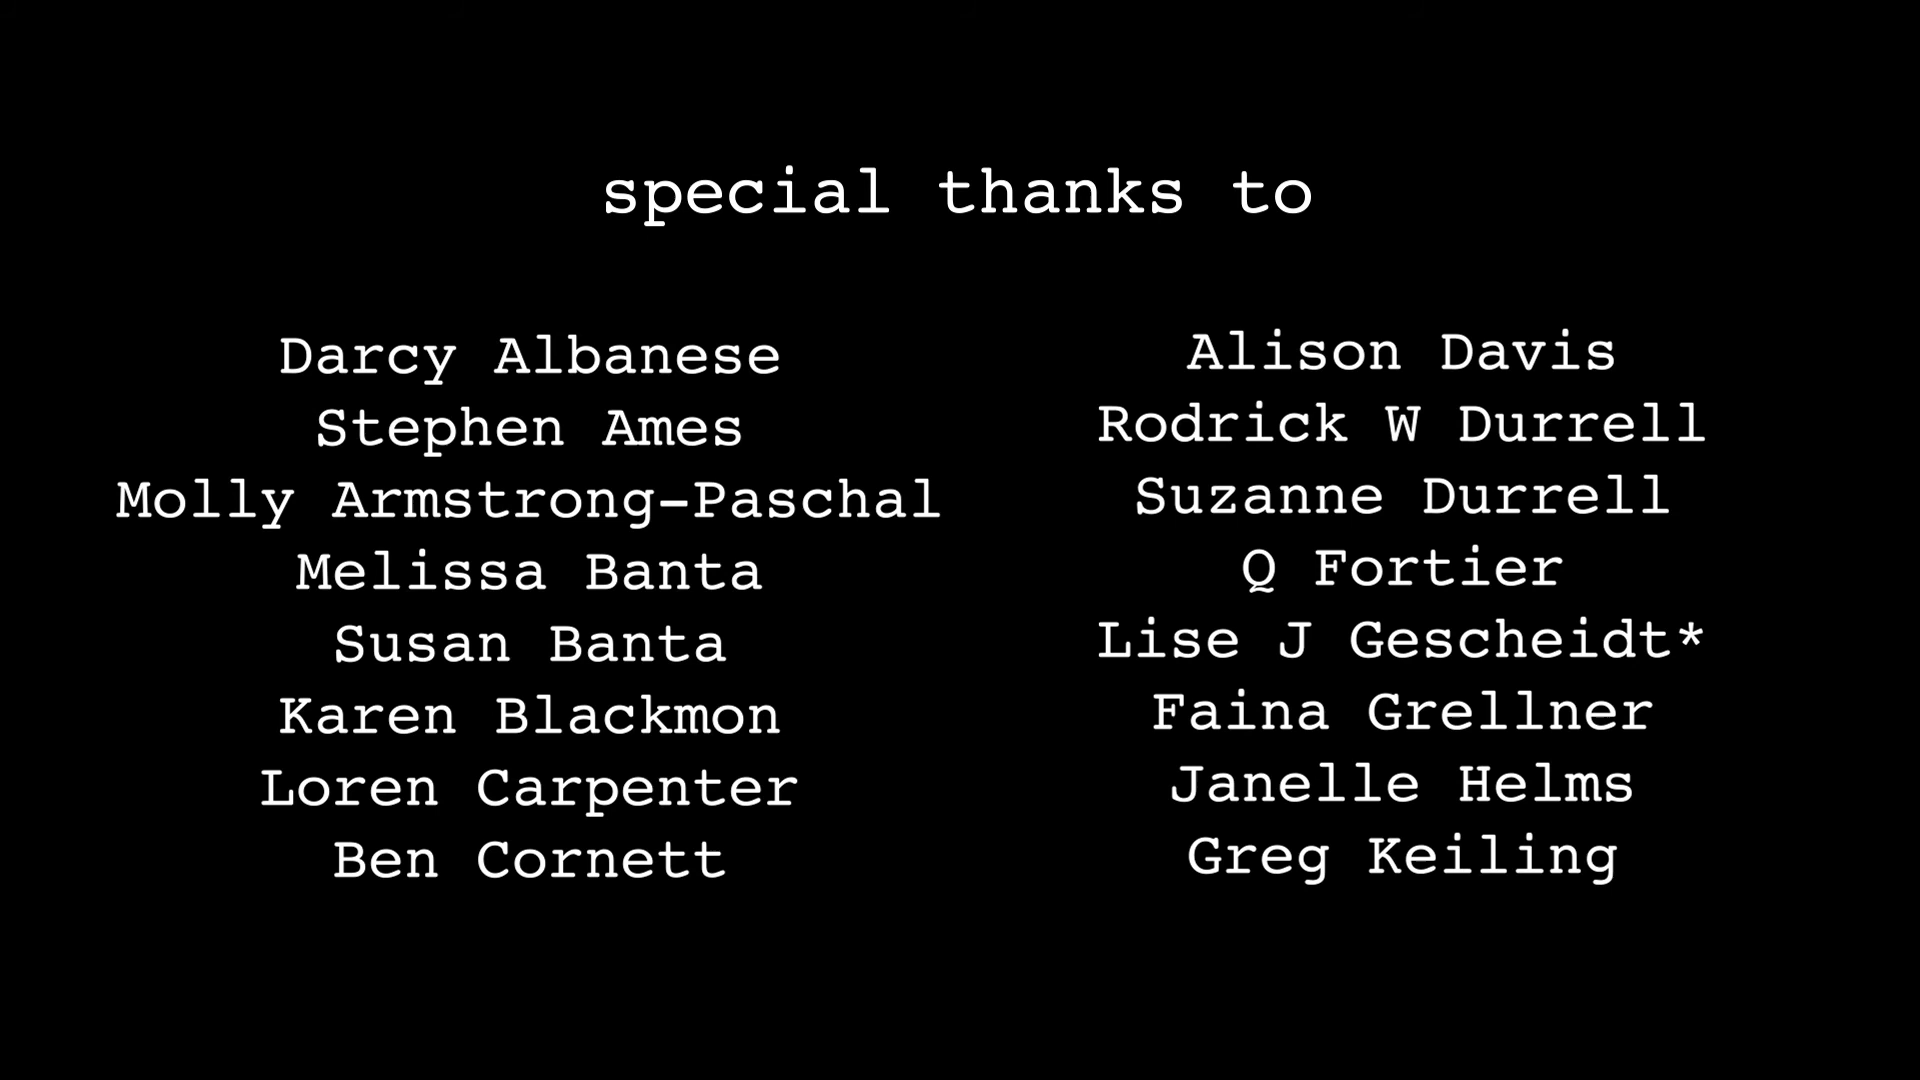 special thanks to
Darcy Albanese
Stephen Ames
Molly Armstrong-Paschal
Melissa Banta
Susan Banta
Karen Blackmon
Loren Carpenter
Ben Cornett
Alison Davis
Rodrick W Durrell
Suzanne Durrell
Q Fortier
Lise J Gescheidt*
Faina Grellner
Janelle Helms
Greg Keiling